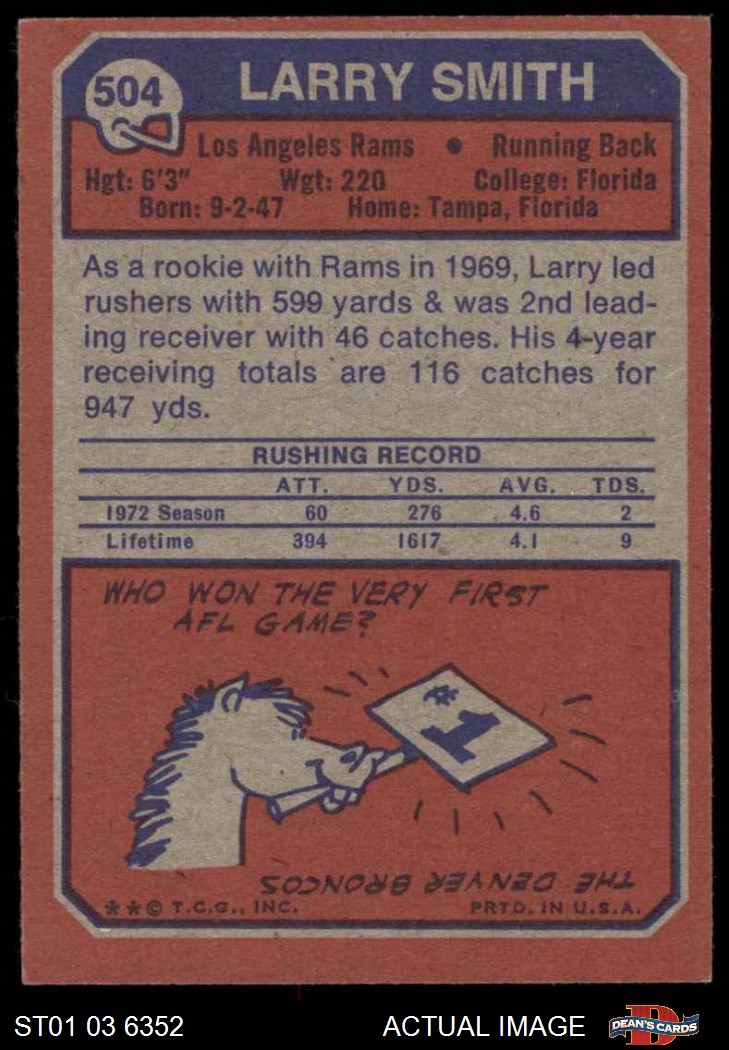 504
LARRY SMITH
Los Angeles Rams • Running Back
Hgt: 6'3" Wgt: 220 College: Florida
Born: 9-2-47 Home: Tampa, Florida
As a rookie with Rams in 1969, Larry led
rushers with 599 yards & was 2nd lead-
ing receiver with 46 catches. His 4-year
receiving totals are 116 catches for
947 yds.
RUSHING RECORD
ATT. YDS. AVG. TDS.
1972 Season 60 276 4.6 2
Lifetime 394 1617 4.1 9
WHO WON THE VERY FIRST
AFL GAME?
#1
THE DENVER BRONCOS
**© T.C.G., INC. PRTD. IN U.S.A.
ST01 03 6352 ACTUAL IMAGE
D
DEAN'S CARDS